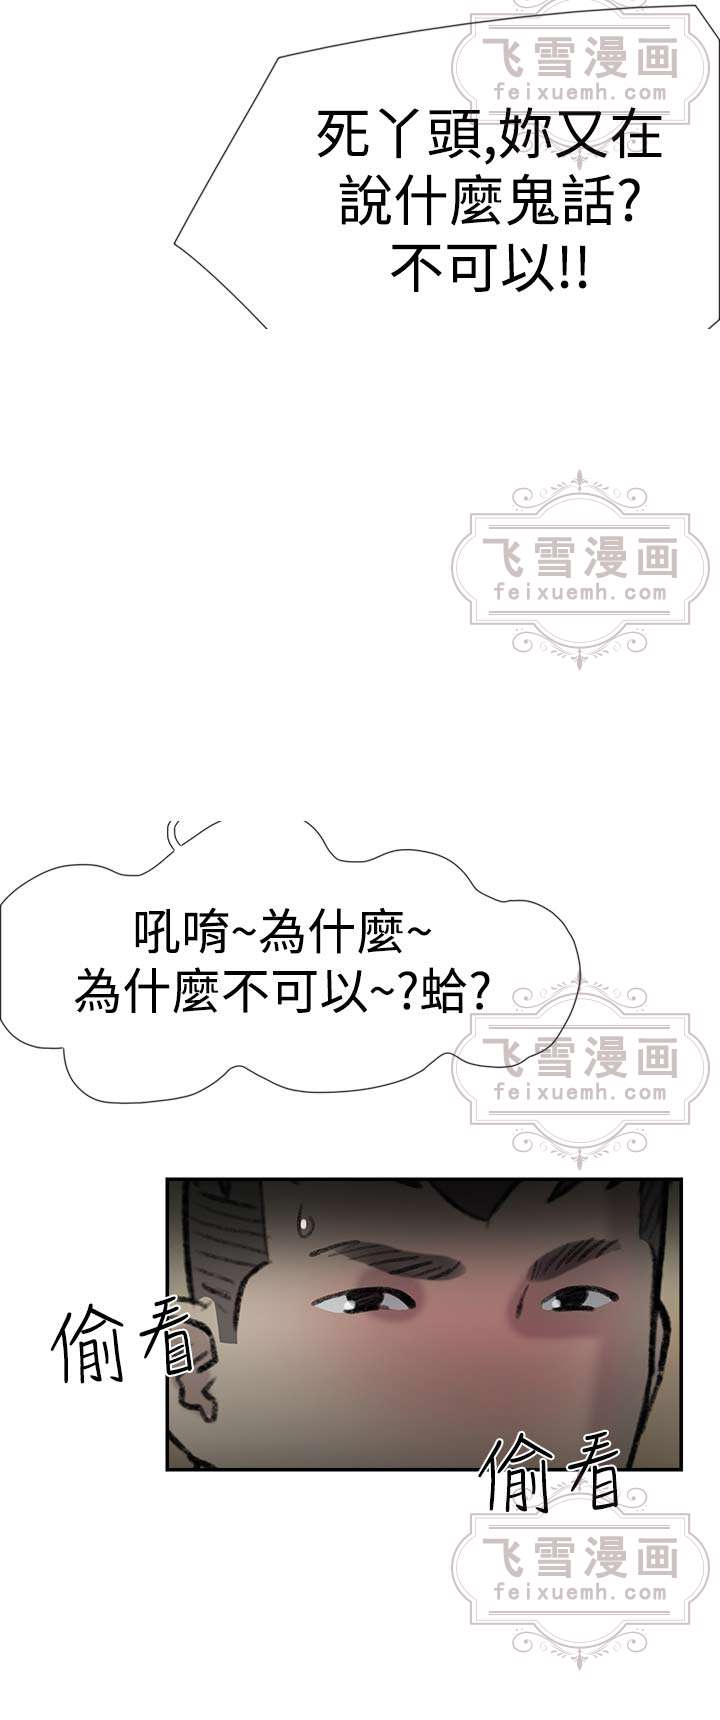 飞雪漫画
feixuemh.com
死丫頭,妳又在
說什麼鬼話?
不可以!!
飞雪漫画
feixuemh.com
吼唷~為什麼~
為什麼不可以~?蛤?
飞雪漫画
feixuemh.com
偷看
偷看
飞雪漫画
feixuemh.com